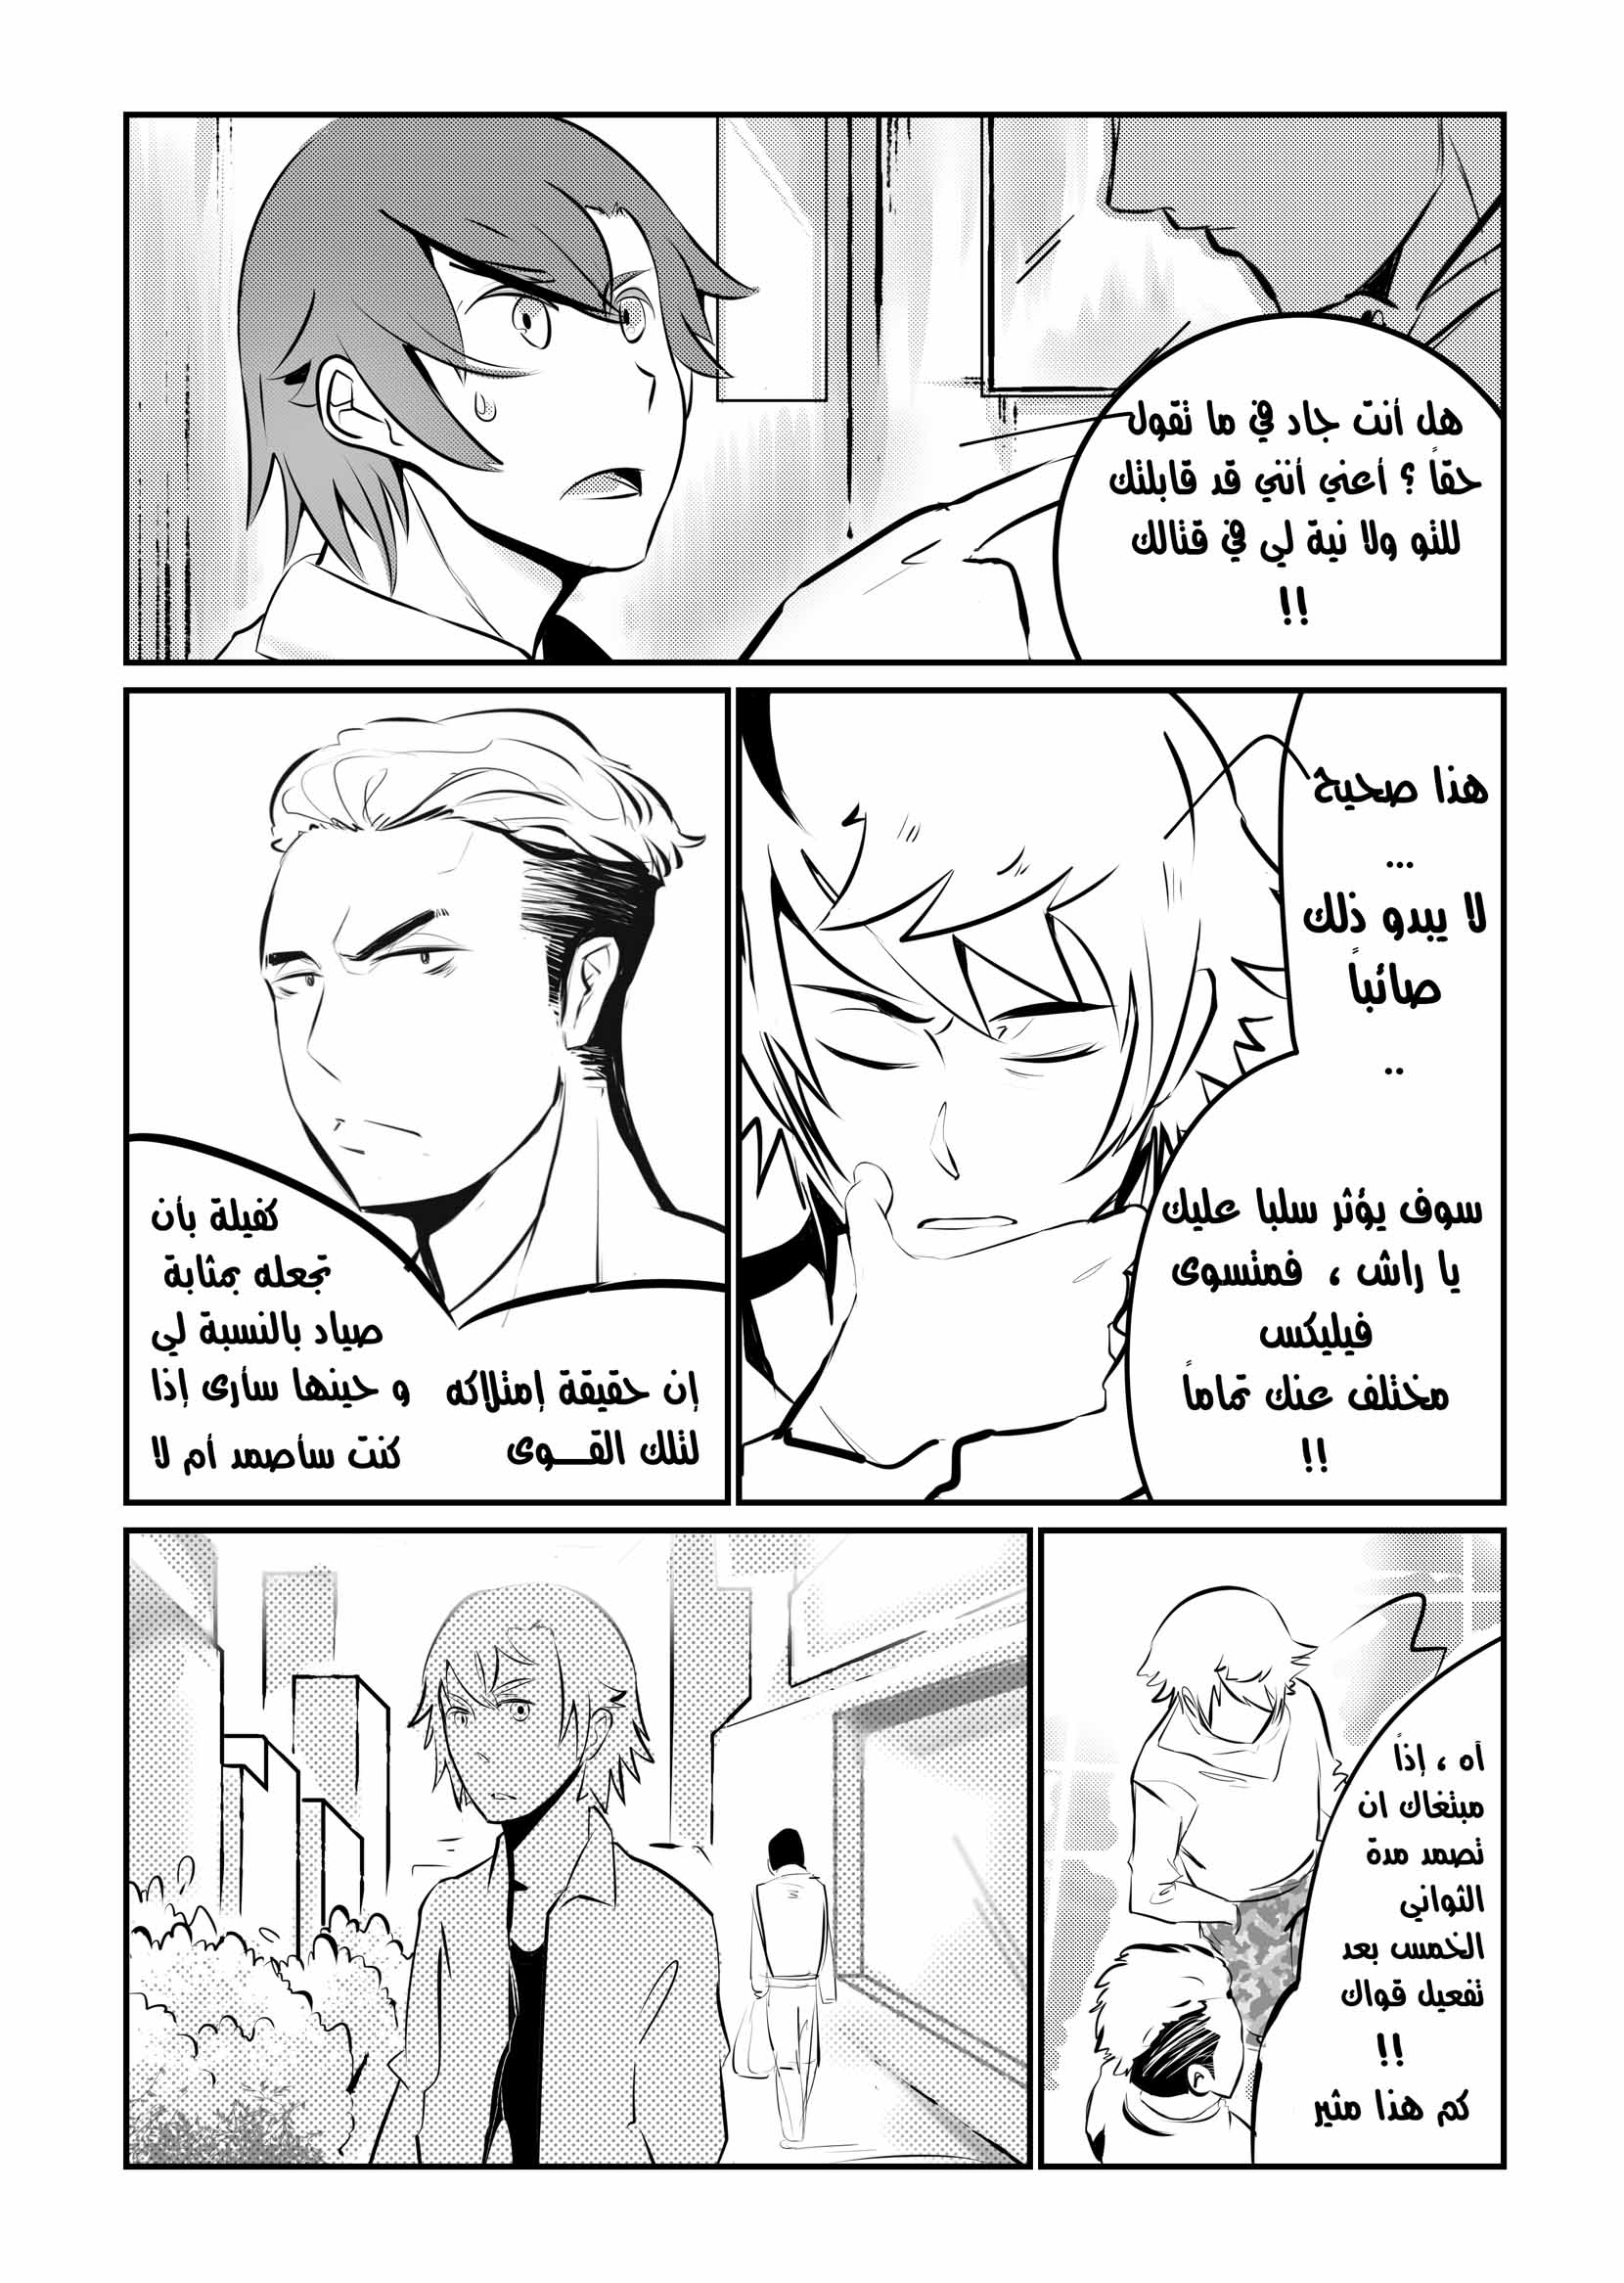 هل أنت جاد في ما تقول
حقاً ؟ أعني أنني قد قابلتك
للتو ولا نية لي في قتالك
!!
هذا صحيح
...
لا يبدو ذلك
صائباً
..
سوف يؤثر سلبا عليك
يا راش ، فمتسوى
فيليكس
مختلف عنك تماماً
!!
إن حقيقة إمتلاكه
لتلك القـــوى
كفيلة بأن
تجعله بمثابة
صياد بالنسبة لي
و حينها سأرى إذا
كنت سأصمد أم لا
أه ، إذاً
مبتغاك ان
تصمد مدة
الثواني
الخمس بعد
تفعيل قواك
!!
كم هذا مثير